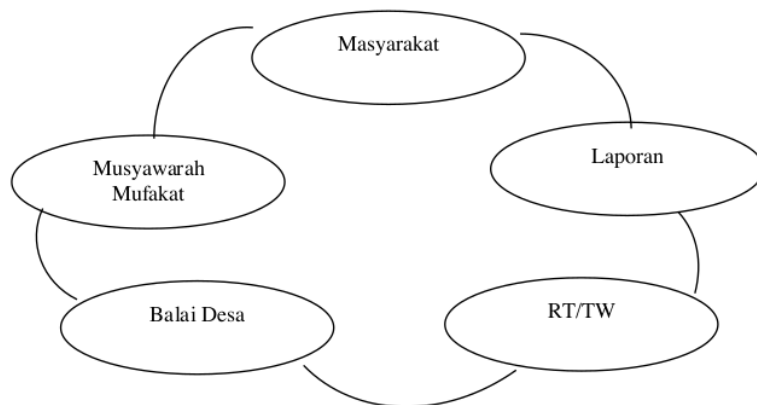 Masyarakat
Laporan
Musyawarah
Mufakat
Balai Desa
RT/TW